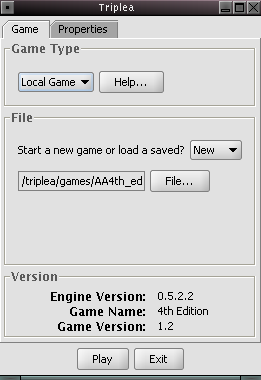 Triplea
Game Properties
Game Type
Local Game Help...
File
Start a new game or load a saved? New
/triplea/games/AA4th_ed File...
Version
Engine Version: 0.5.2.2
Game Name: 4th Edition
Game Version: 1.2
Play Exit